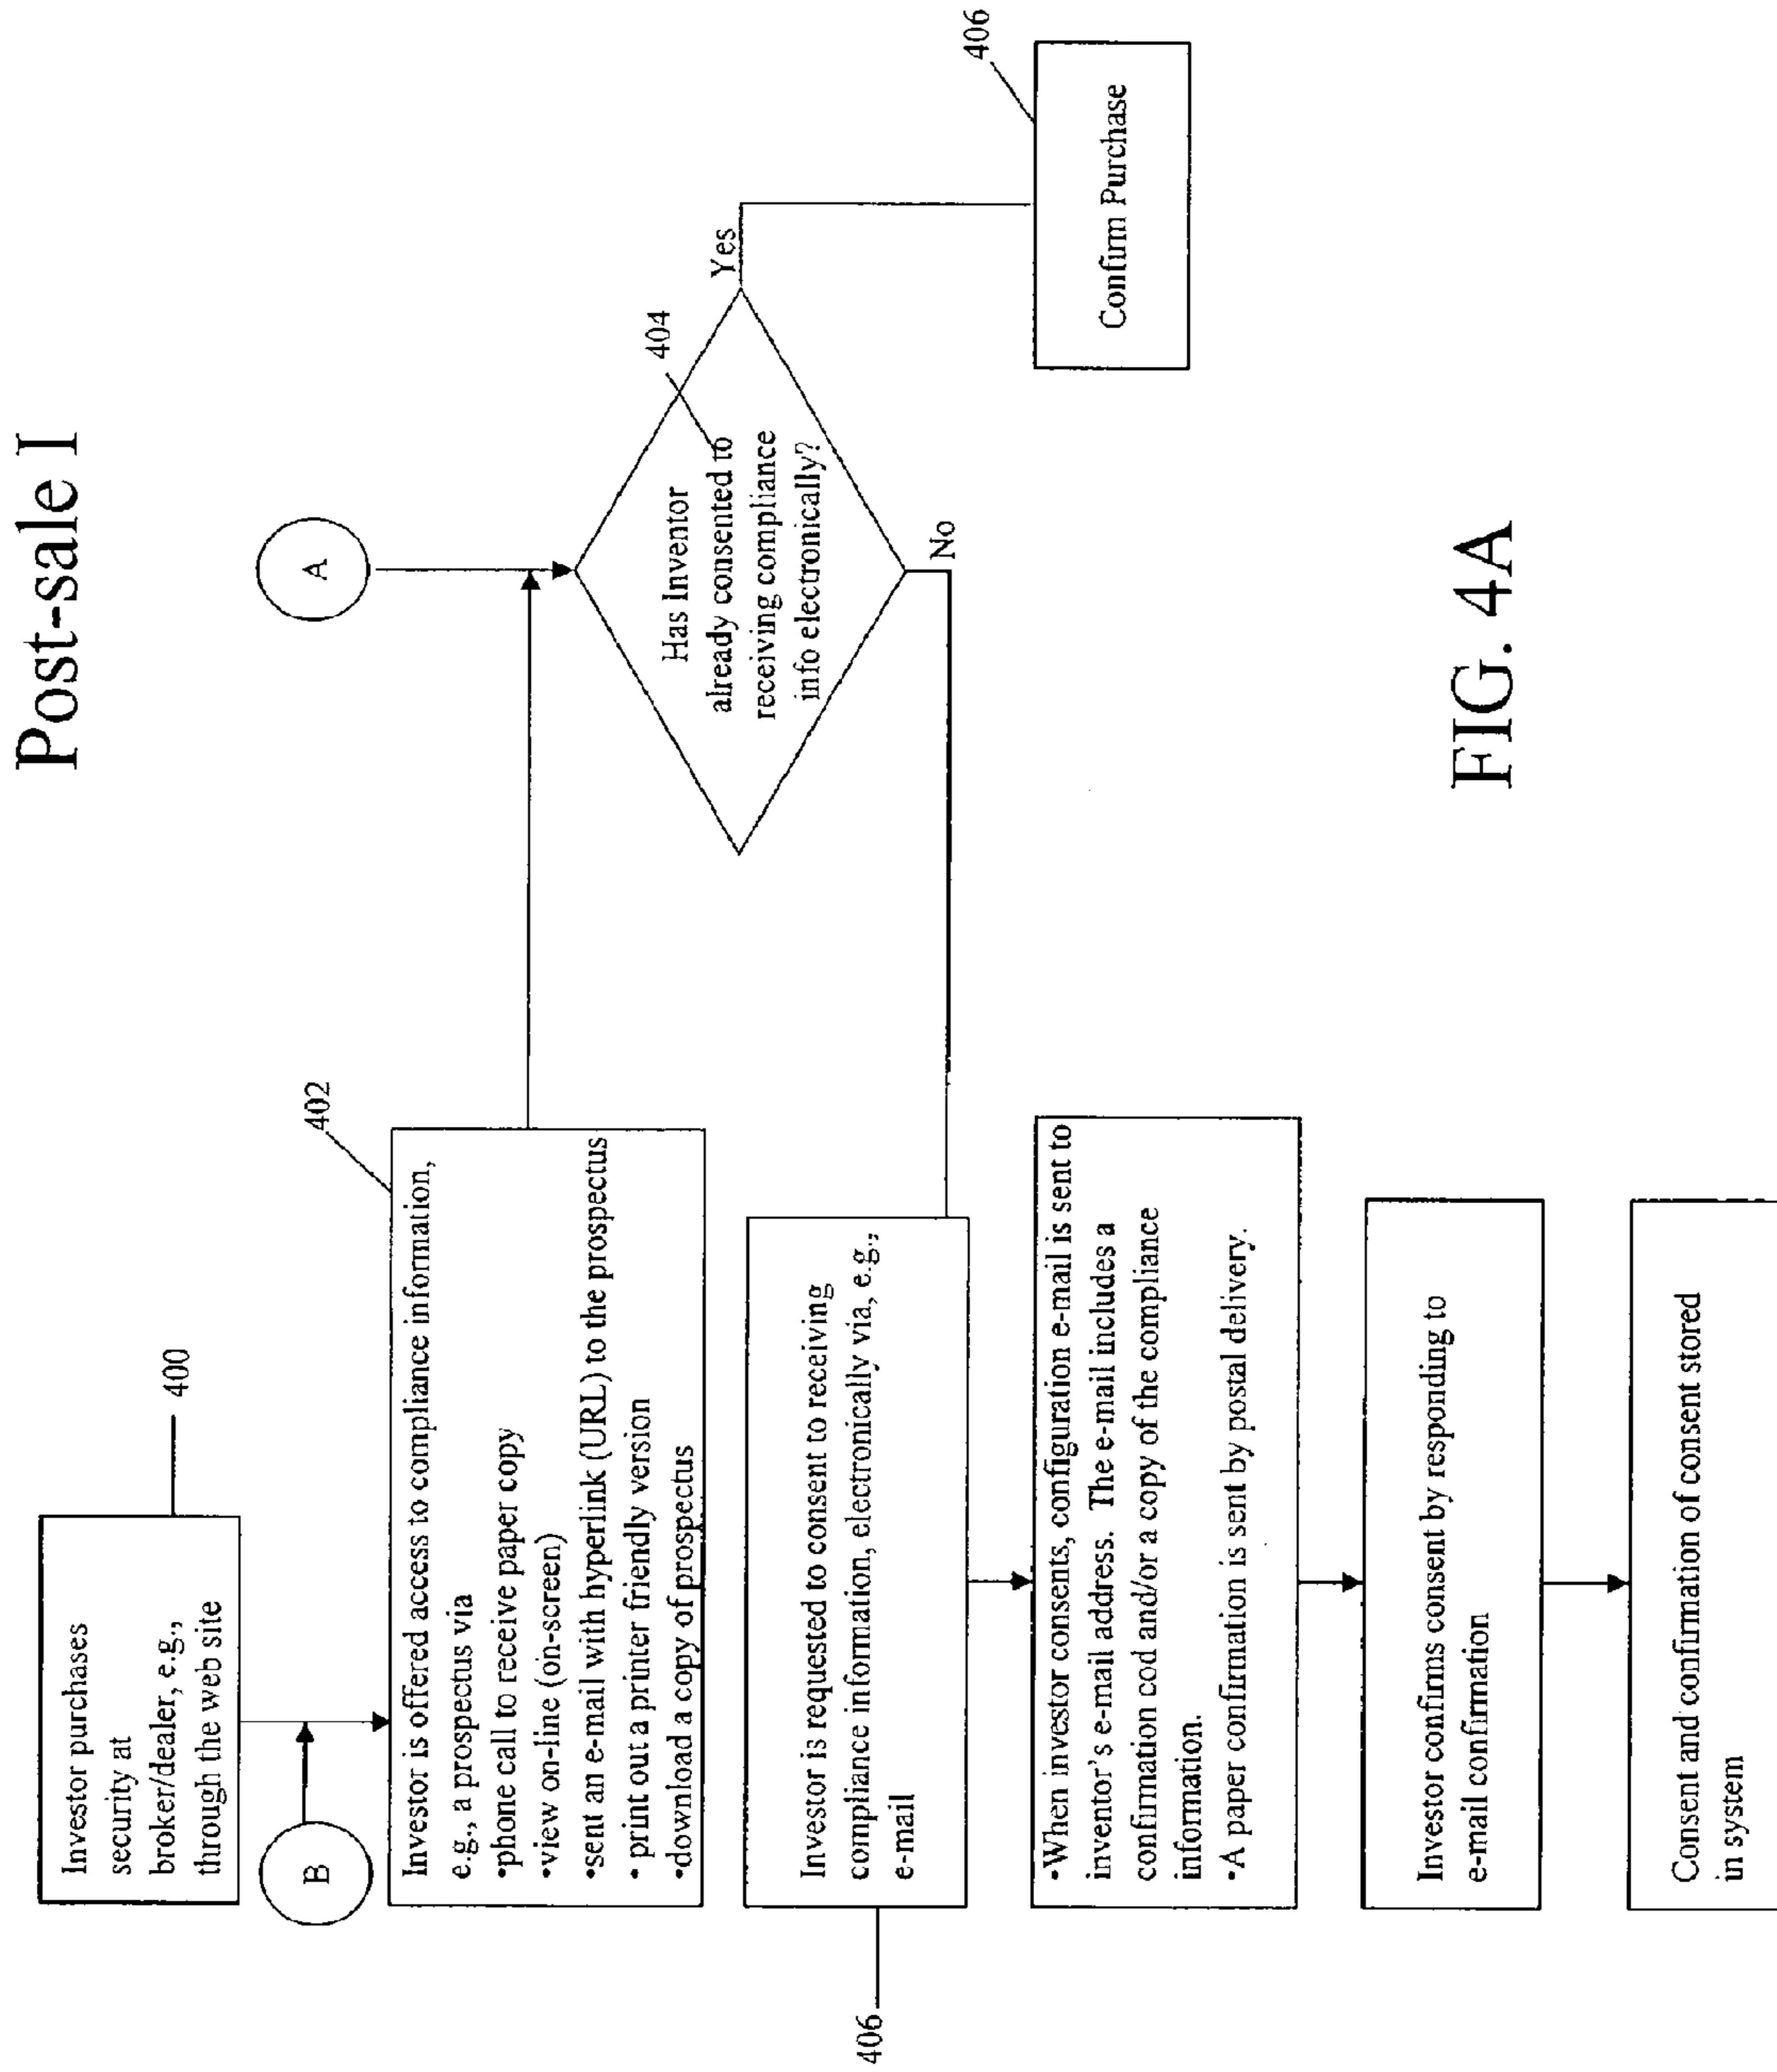 Post-sale I
Investor purchases
security at
broker/dealer, e.g.,
through the web site
400
B
A
402
Investor is offered access to compliance information,
e.g., a prospectus via
•phone call to receive paper copy
•view on-line (on-screen)
•sent an e-mail with hyperlink (URL) to the prospectus
• print out a printer friendly version
•download a copy of prospectus
404
Has Inventor
already consented to
receiving compliance
info electronically?
Yes
No
406
Confirm Purchase
406
Investor is requested to consent to receiving
compliance information, electronically via, e.g.,
e-mail
•When investor consents, configuration e-mail is sent to
inventor's e-mail address. The e-mail includes a
confirmation cod and/or a copy of the compliance
information.
•A paper confirmation is sent by postal delivery.
Investor confirms consent by responding to
e-mail confirmation
Consent and confirmation of consent stored
in system
FIG. 4A